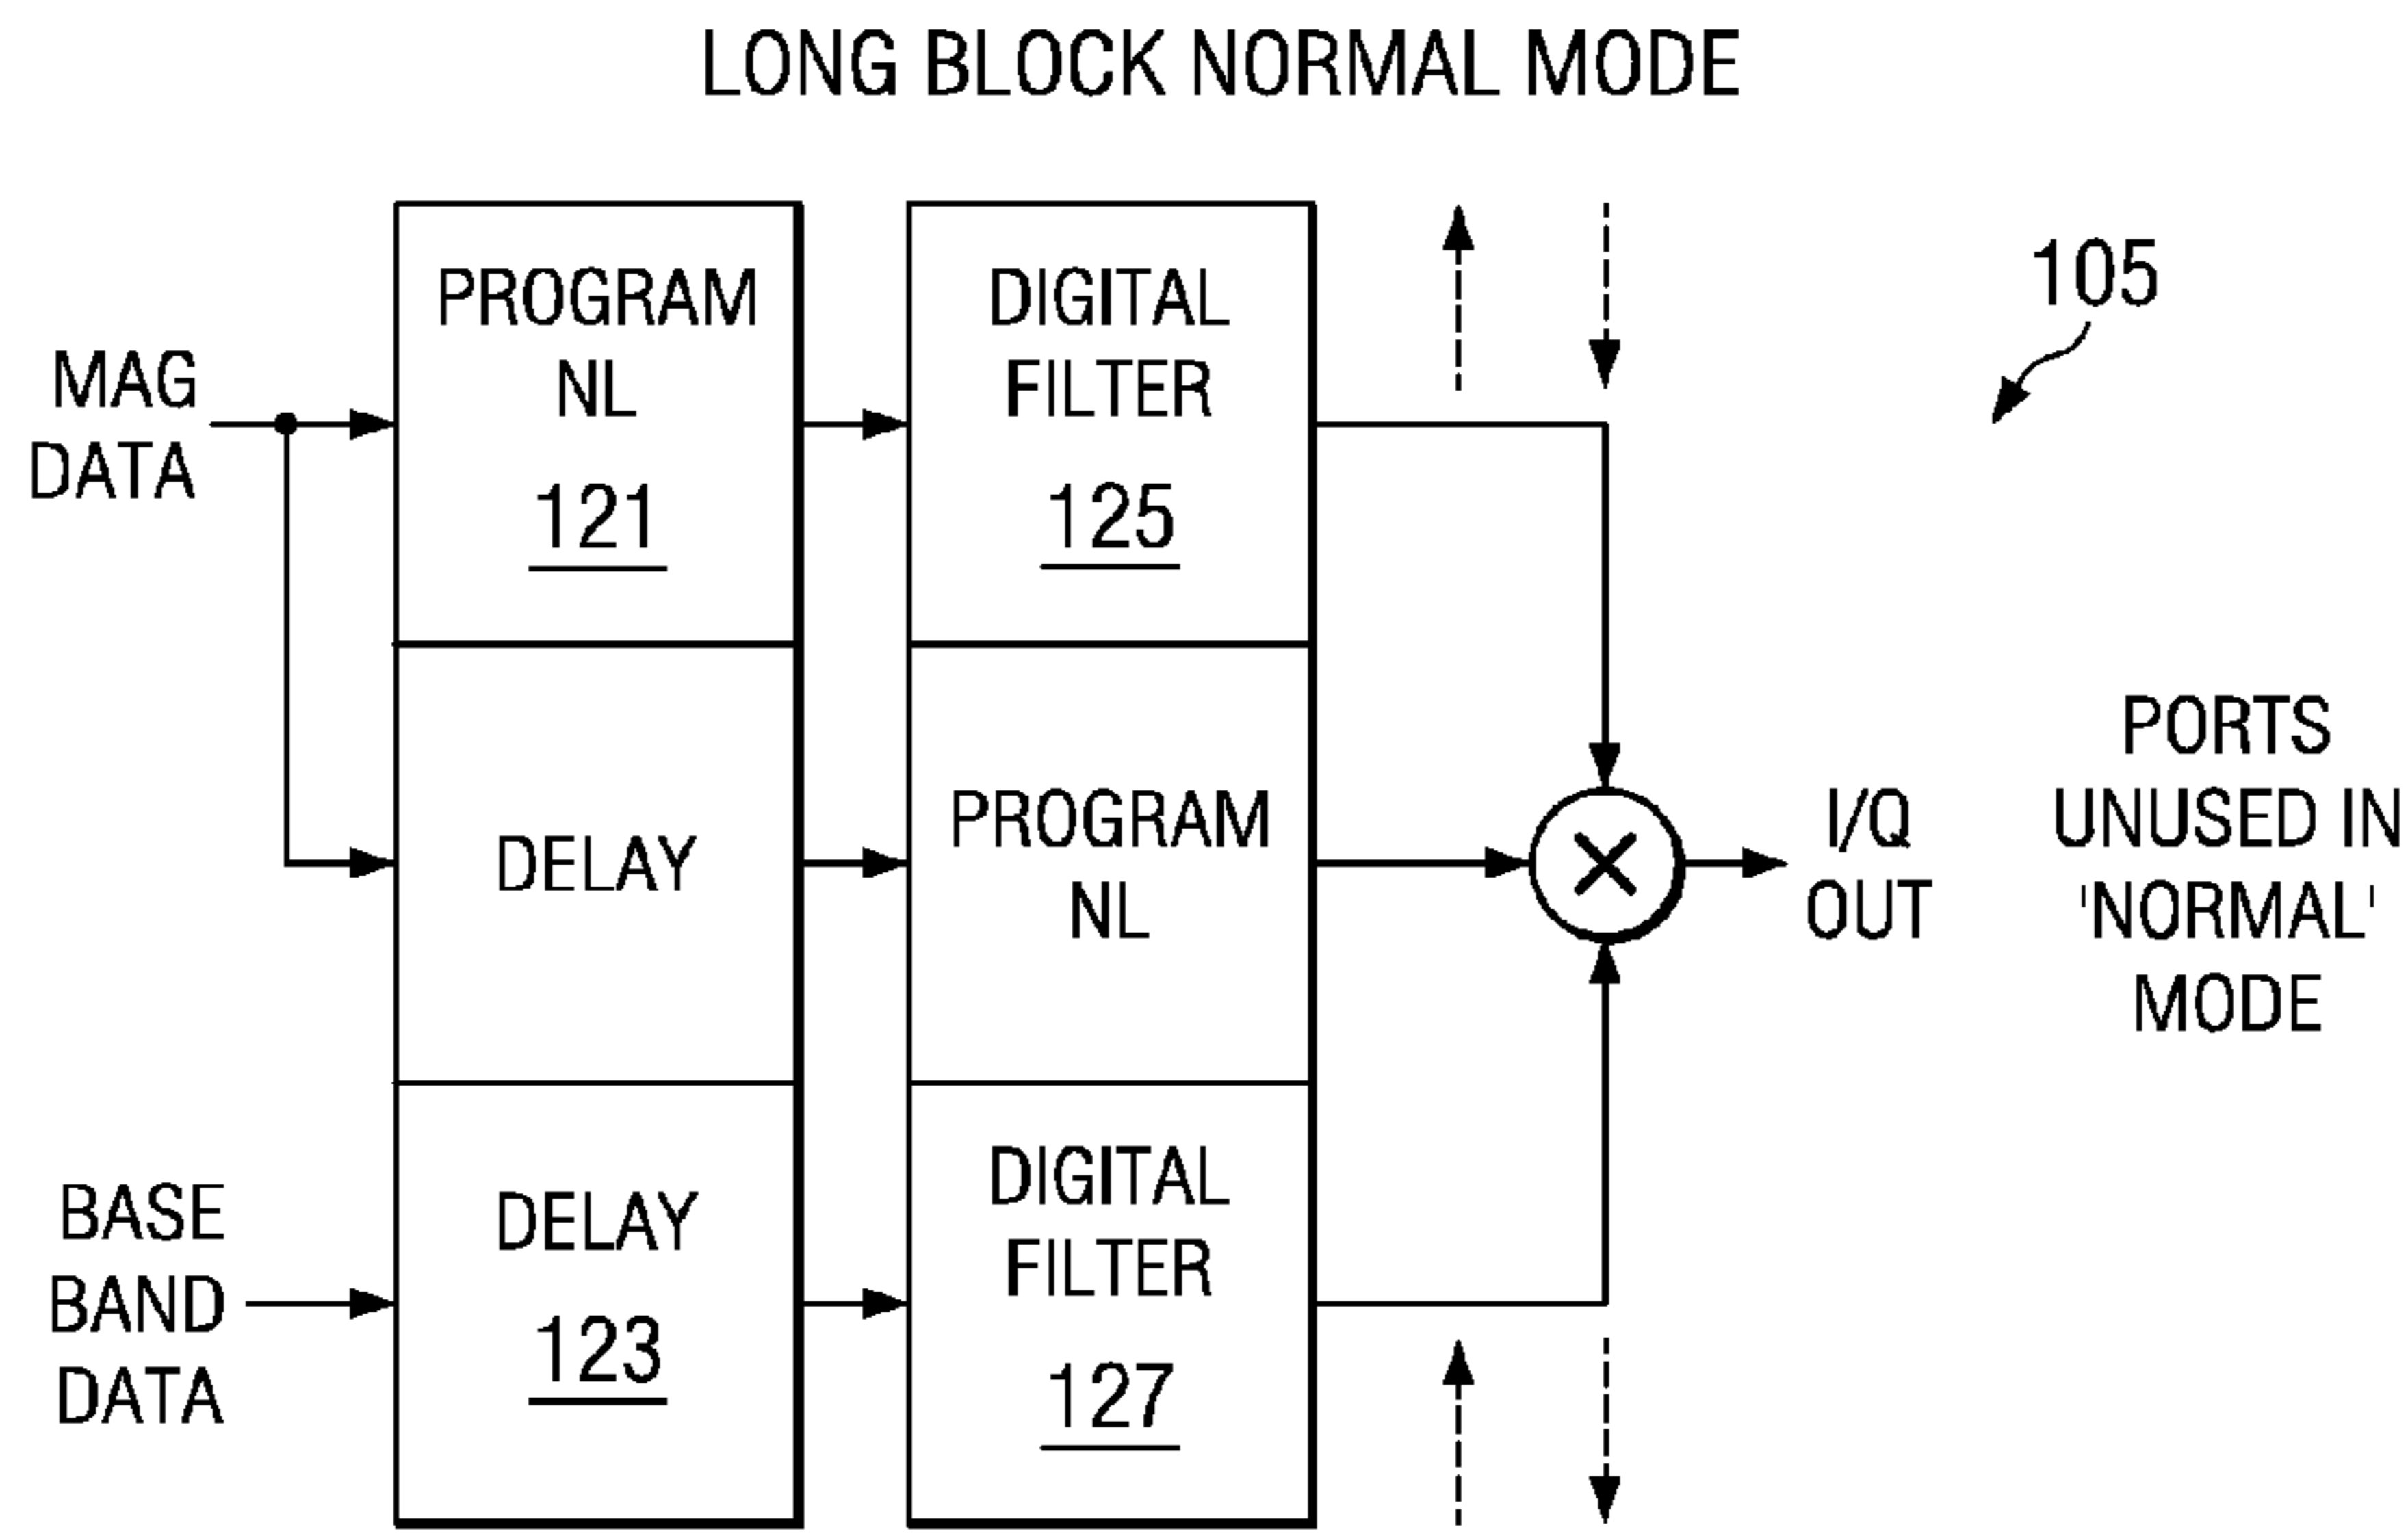 LONG BLOCK NORMAL MODE
MAG
DATA
PROGRAM
NL
121
DIGITAL
FILTER
125
105
DELAY
PROGRAM
NL
I/Q
OUT
PORTS
UNUSED IN
'NORMAL'
MODE
BASE
BAND
DATA
DELAY
123
DIGITAL
FILTER
127